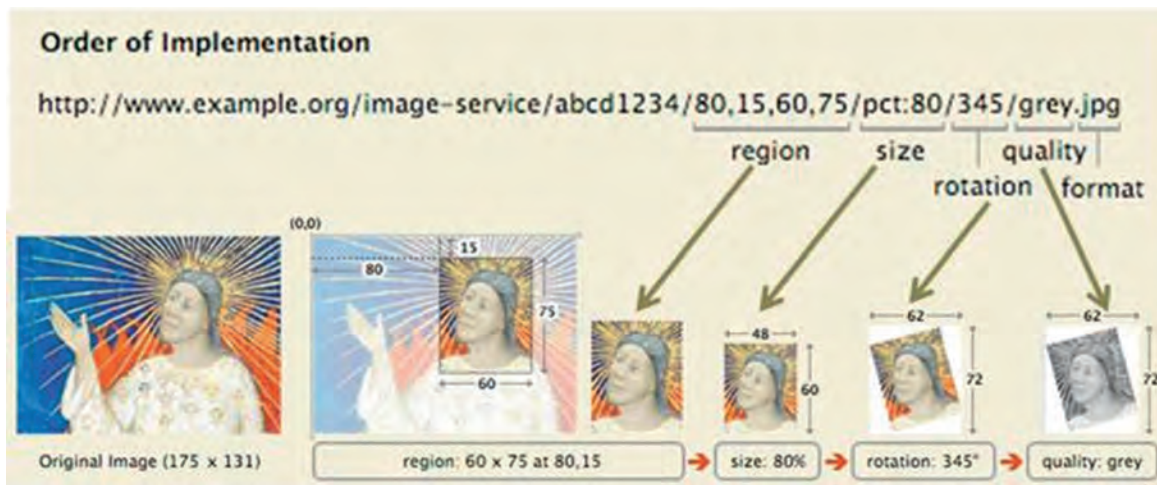 Order of Implementation
http://www.example.org/image-service/abcd1234/80,15,60,75/pct:80/345/grey.jpg
region size quality
rotation format
(0,0)
15
80
75
60
48
60
62
72
62
72
Original Image (175 x 131)
region: 60 x 75 at 80,15
size: 80%
rotation: 345°
quality: grey